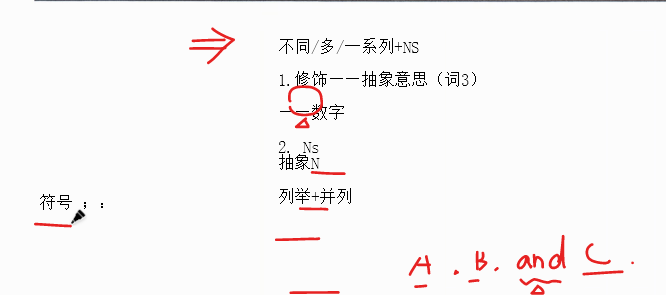 不同/多/一系列+NS
1.修饰——抽象意思（词3）
——数字
2. Ns
抽象N
列举+并列
符号 ；：
A . B. and C .